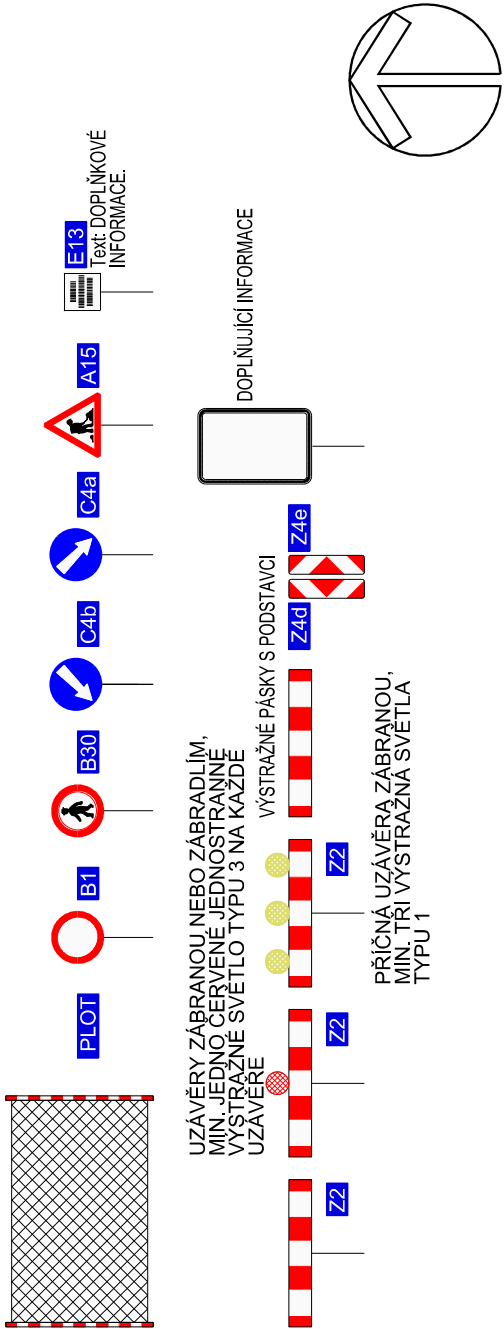 PLOT
B1
B30
C4b
C4a
A15
E13
Text: DOPLŇKOVÉ
INFORMACE.
UZÁVĚRY ZÁBRANOU NEBO ZÁBRADLÍM,
MIN. JEDNO ČERVENÉ JEDNOSTRANNÉ
VÝSTRAŽNÉ SVĚTLO TYPU 3 NA KAŽDÉ
UZÁVĚŘE
VÝSTRAŽNÉ PÁSKY S PODSTAVCI
DOPLŇUJÍCÍ INFORMACE
Z4d
Z4e
Z2
Z2
Z2
PŘÍČNÁ UZÁVĚRA ZÁBRANOU,
MIN. TŘI VÝSTRAŽNÁ SVĚTLA
TYPU 1